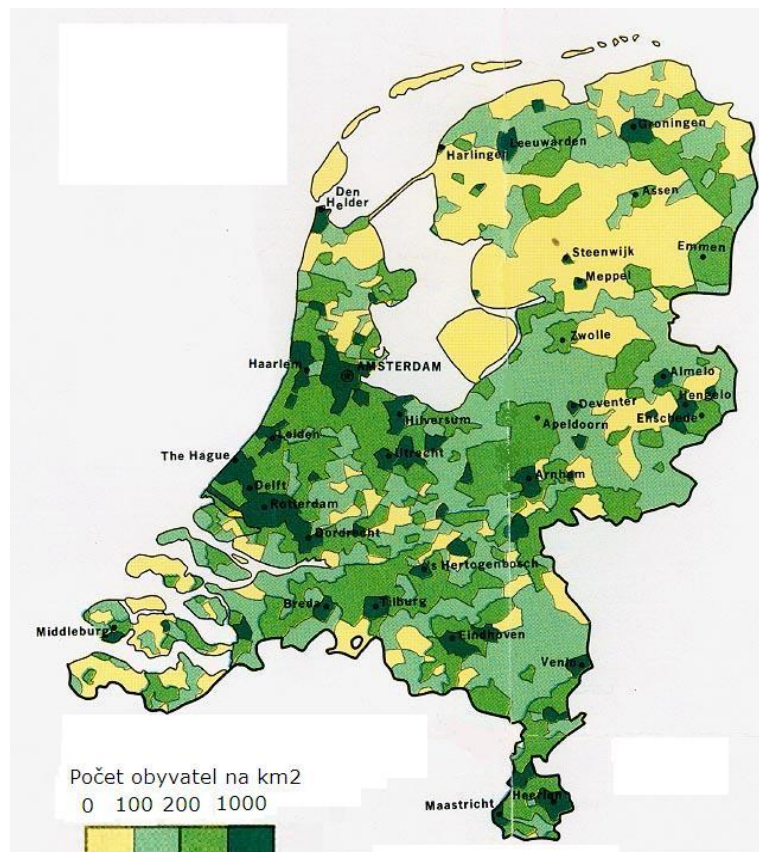 Groningen
Leeuwarden
Harlingen
Den
Helder
Assen
Steenwijk
Emmen
Meppel
Zwolle
Haarlem
AMSTERDAM
Almelo
Hengelo
Deventer
Enschede
Hilversum
Apeldoorn
Leiden
The Hague
Utrecht
Arnhem
Delft
Rotterdam
Dordrecht
's Hertogenbosch
Breda
Tilburg
Middleburg
Eindhoven
Venlo
Počet obyvatel na km2
0 100 200 1000
Maastricht
Heerlen